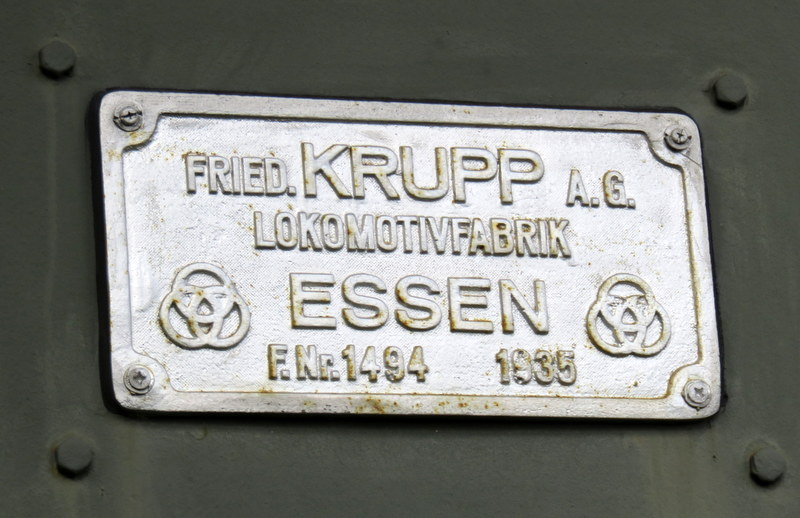 FRIED. KRUPP A.G.
LOKOMOTIVFABRIK
ESSEN
F.Nr. 1494 1935